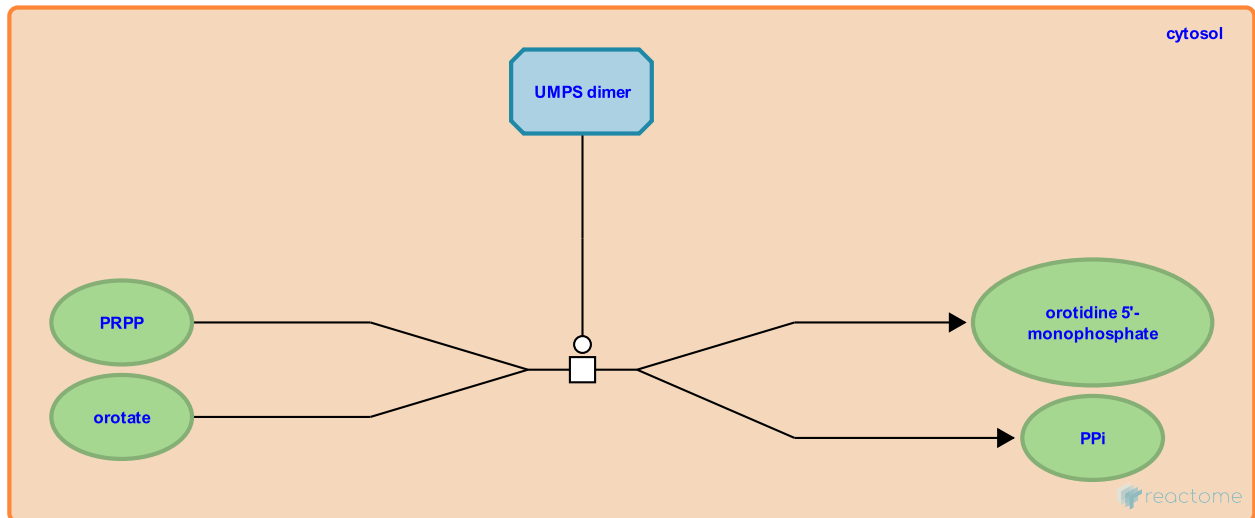 cytosol
UMPS dimer
PRPP
orotate
orotidine 5'-
monophosphate
PPi
reactome